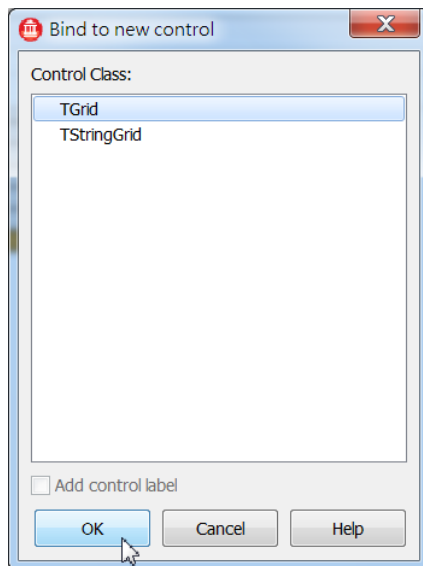 Bind to new control
Control Class:
TGrid
TStringGrid
Add control label
OK Cancel Help